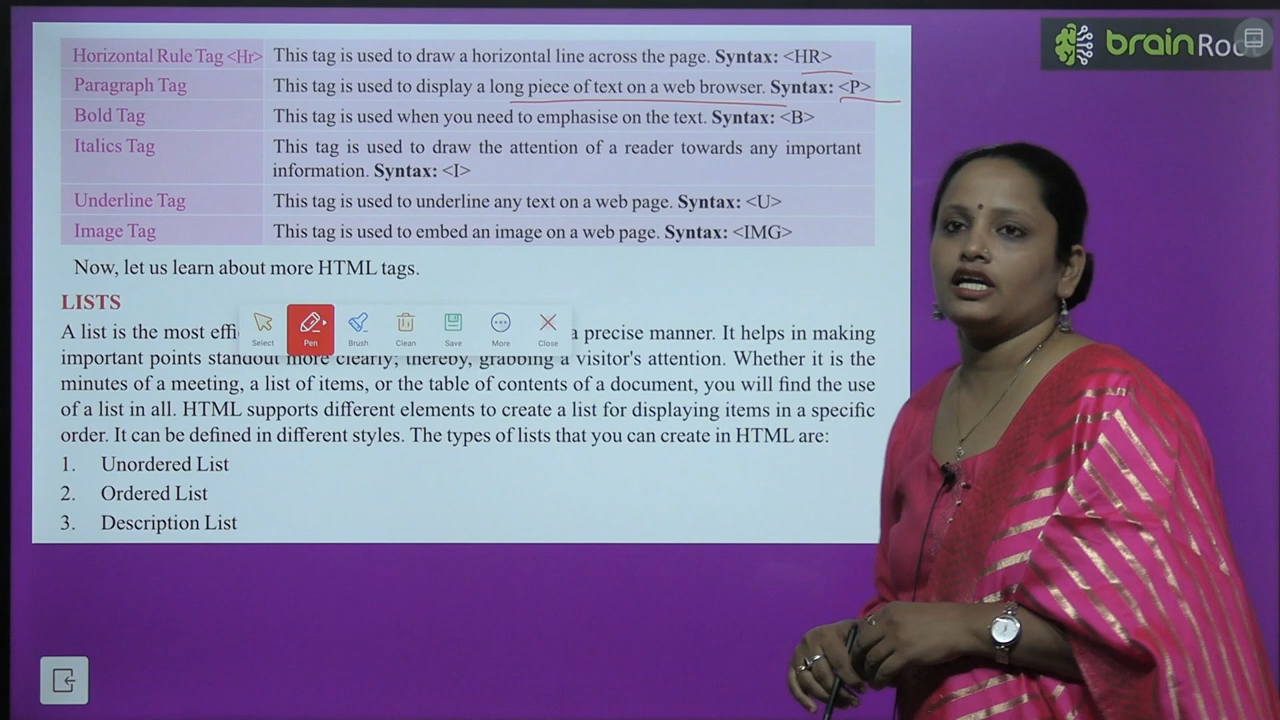 Horizontal Rule Tag <Hr> This tag is used to draw a horizontal line across the page. Syntax: <HR>
Paragraph Tag This tag is used to display a long piece of text on a web browser. Syntax: <P>
Bold Tag This tag is used when you need to emphasise on the text. Syntax: <B>
Italics Tag This tag is used to draw the attention of a reader towards any important
information. Syntax: <I>
Underline Tag This tag is used to underline any text on a web page. Syntax: <U>
Image Tag This tag is used to embed an image on a web page. Syntax: <IMG>
Now, let us learn about more HTML tags.
LISTS
A list is the most a precise manner. It helps in making
important points standout more clearly; thereby, grabbing a visitor's attention. Whether it is the
minutes of a meeting, a list of items, or the table of contents of a document, you will find the use
of a list in all. HTML supports different elements to create a list for displaying items in a specific
order. It can be defined in different styles. The types of lists that you can create in HTML are:
1. Unordered List
2. Ordered List
3. Description List
Select Pen Brush Clean Save More Close
brainRoot